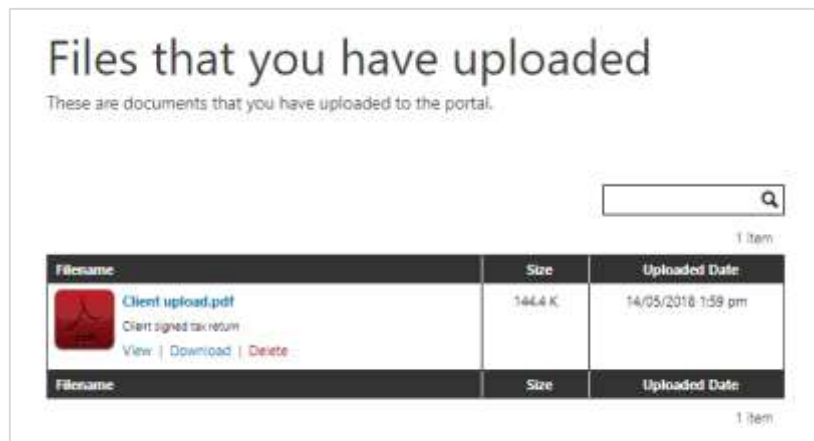 Files that you have uploaded
These are documents that you have uploaded to the portal.
1 item
Filename Size Uploaded Date
Client upload.pdf 144.4 K 14/05/2018 1:59 pm
Client signed tax return
View | Download | Delete
Filename Size Uploaded Date
1 item